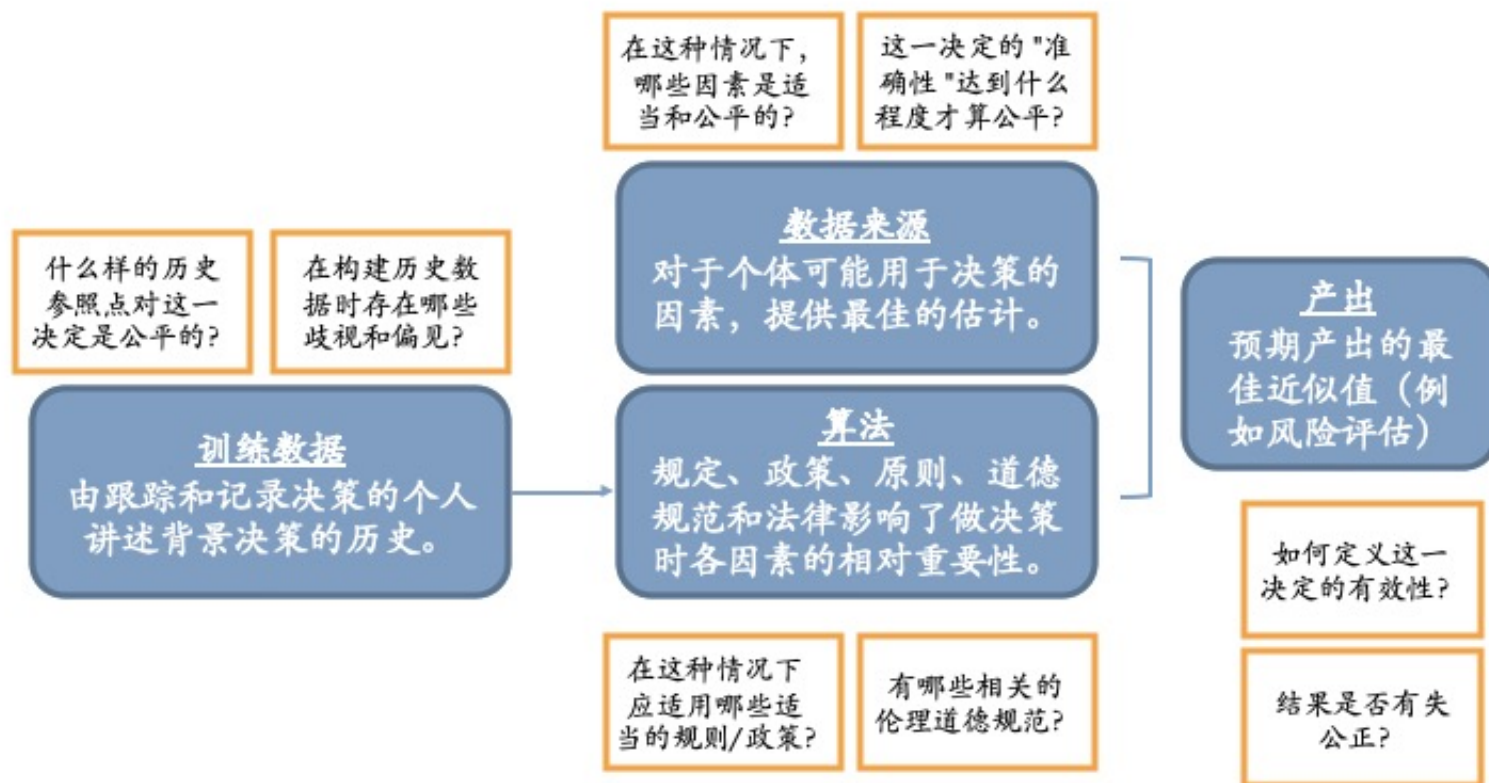 在这种情况下，
哪些因素是适
当和公平的?
这一决定的 "准
确性 "达到什么
程度才算公平?
数据来源
对于个体可能用于决策的
因素，提供最佳的估计。
什么样的历史
参照点对这一
决定是公平的?
在构建历史数
据时存在哪些
歧视和偏见?
训练数据
由跟踪和记录决策的个人
讲述背景决策的历史。
算法
规定、政策、原则、道德
规范和法律影响了做决策
时各因素的相对重要性。
产出
预期产出的最
佳近似值（例
如风险评估）
在这种情况下
应适用哪些适
当的规则/政策?
有哪些相关的
伦理道德规范?
如何定义这一
决定的有效性?
结果是否有失
公正?